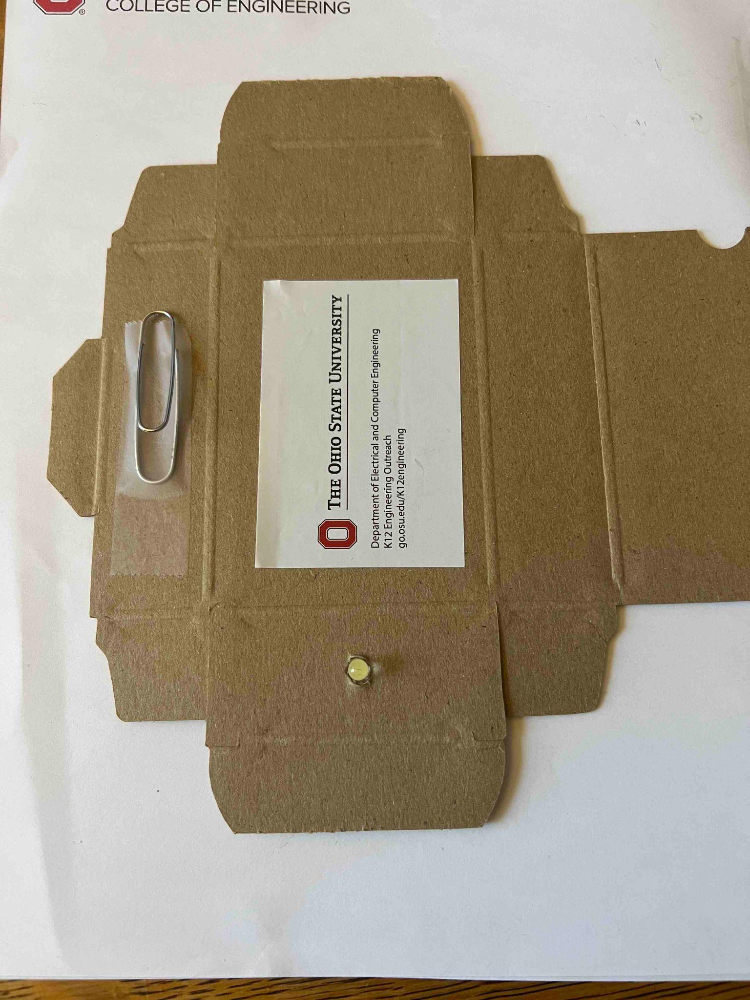 COLLEGE OF ENGINEERING
THE OHIO STATE UNIVERSITY
Department of Electrical and Computer Engineering
K12 Engineering Outreach
go.osu.edu/K12engineering